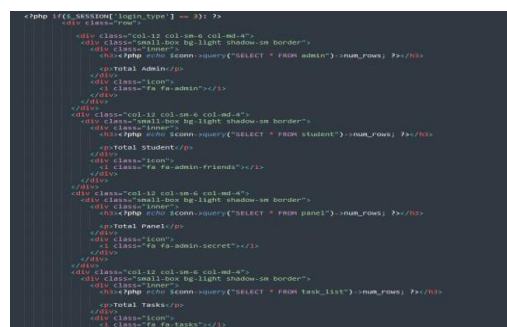 <?php if($_SESSION['login_type'] == 3): ?>
<div class="row">
<div class="col-12 col-sm-6 col-md-4">
<div class="small-box bg-light shadow-sm border">
<div class="inner">
<h3><?php echo $conn->query("SELECT * FROM admin")->num_rows; ?></h3>
<p>Total Admin</p>
</div>
<div class="icon">
<i class="fa fa-admin"></i>
</div>
</div>
</div>
<div class="col-12 col-sm-6 col-md-4">
<div class="small-box bg-light shadow-sm border">
<div class="inner">
<h3><?php echo $conn->query("SELECT * FROM student")->num_rows; ?></h3>
<p>Total Student</p>
</div>
<div class="icon">
<i class="fa fa-admin-friends"></i>
</div>
</div>
</div>
<div class="col-12 col-sm-6 col-md-4">
<div class="small-box bg-light shadow-sm border">
<div class="inner">
<h3><?php echo $conn->query("SELECT * FROM panel")->num_rows; ?></h3>
<p>Total Panel</p>
</div>
<div class="icon">
<i class="fa fa-admin-secret"></i>
</div>
</div>
</div>
<div class="col-12 col-sm-6 col-md-4">
<div class="small-box bg-light shadow-sm border">
<div class="inner">
<h3><?php echo $conn->query("SELECT * FROM task_list")->num_rows; ?></h3>
<p>Total Tasks</p>
</div>
<div class="icon">
<i class="fa fa-tasks"></i>